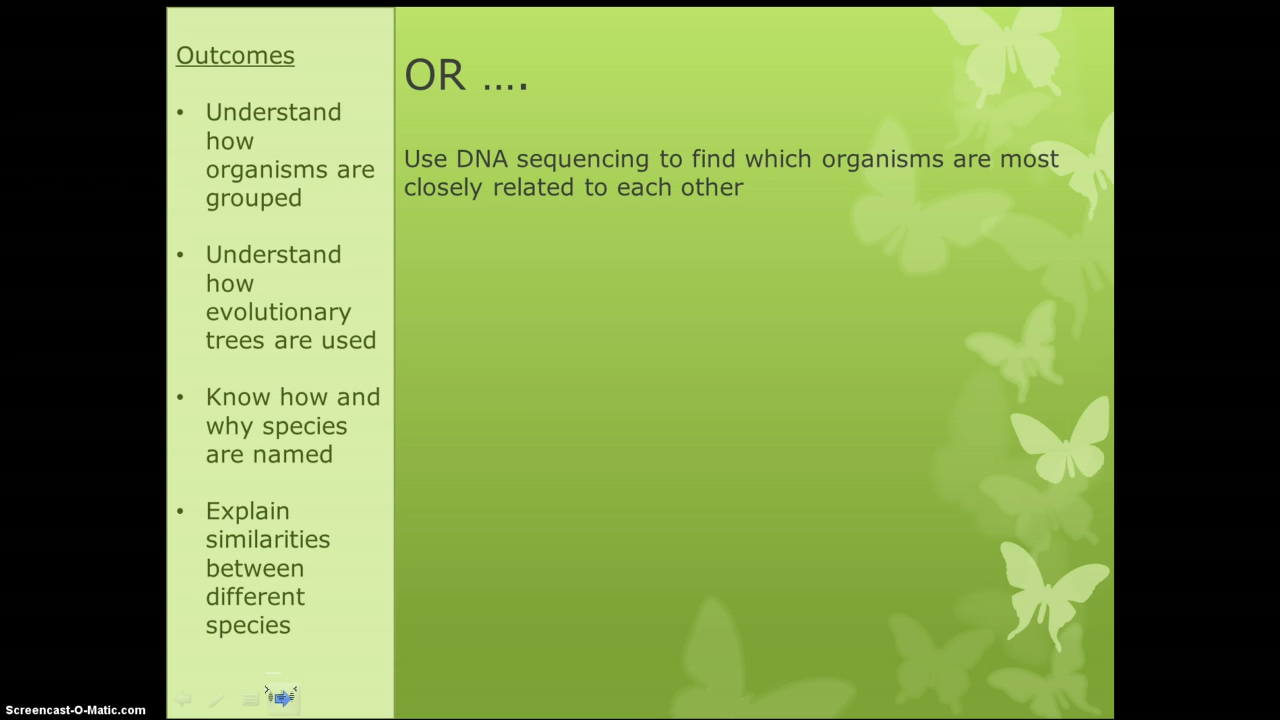 Outcomes
• Understand
how
organisms are
grouped
• Understand
how
evolutionary
trees are used
• Know how and
why species
are named
• Explain
similarities
between
different
species
OR ....
Use DNA sequencing to find which organisms are most
closely related to each other
Screencast-O-Matic.com